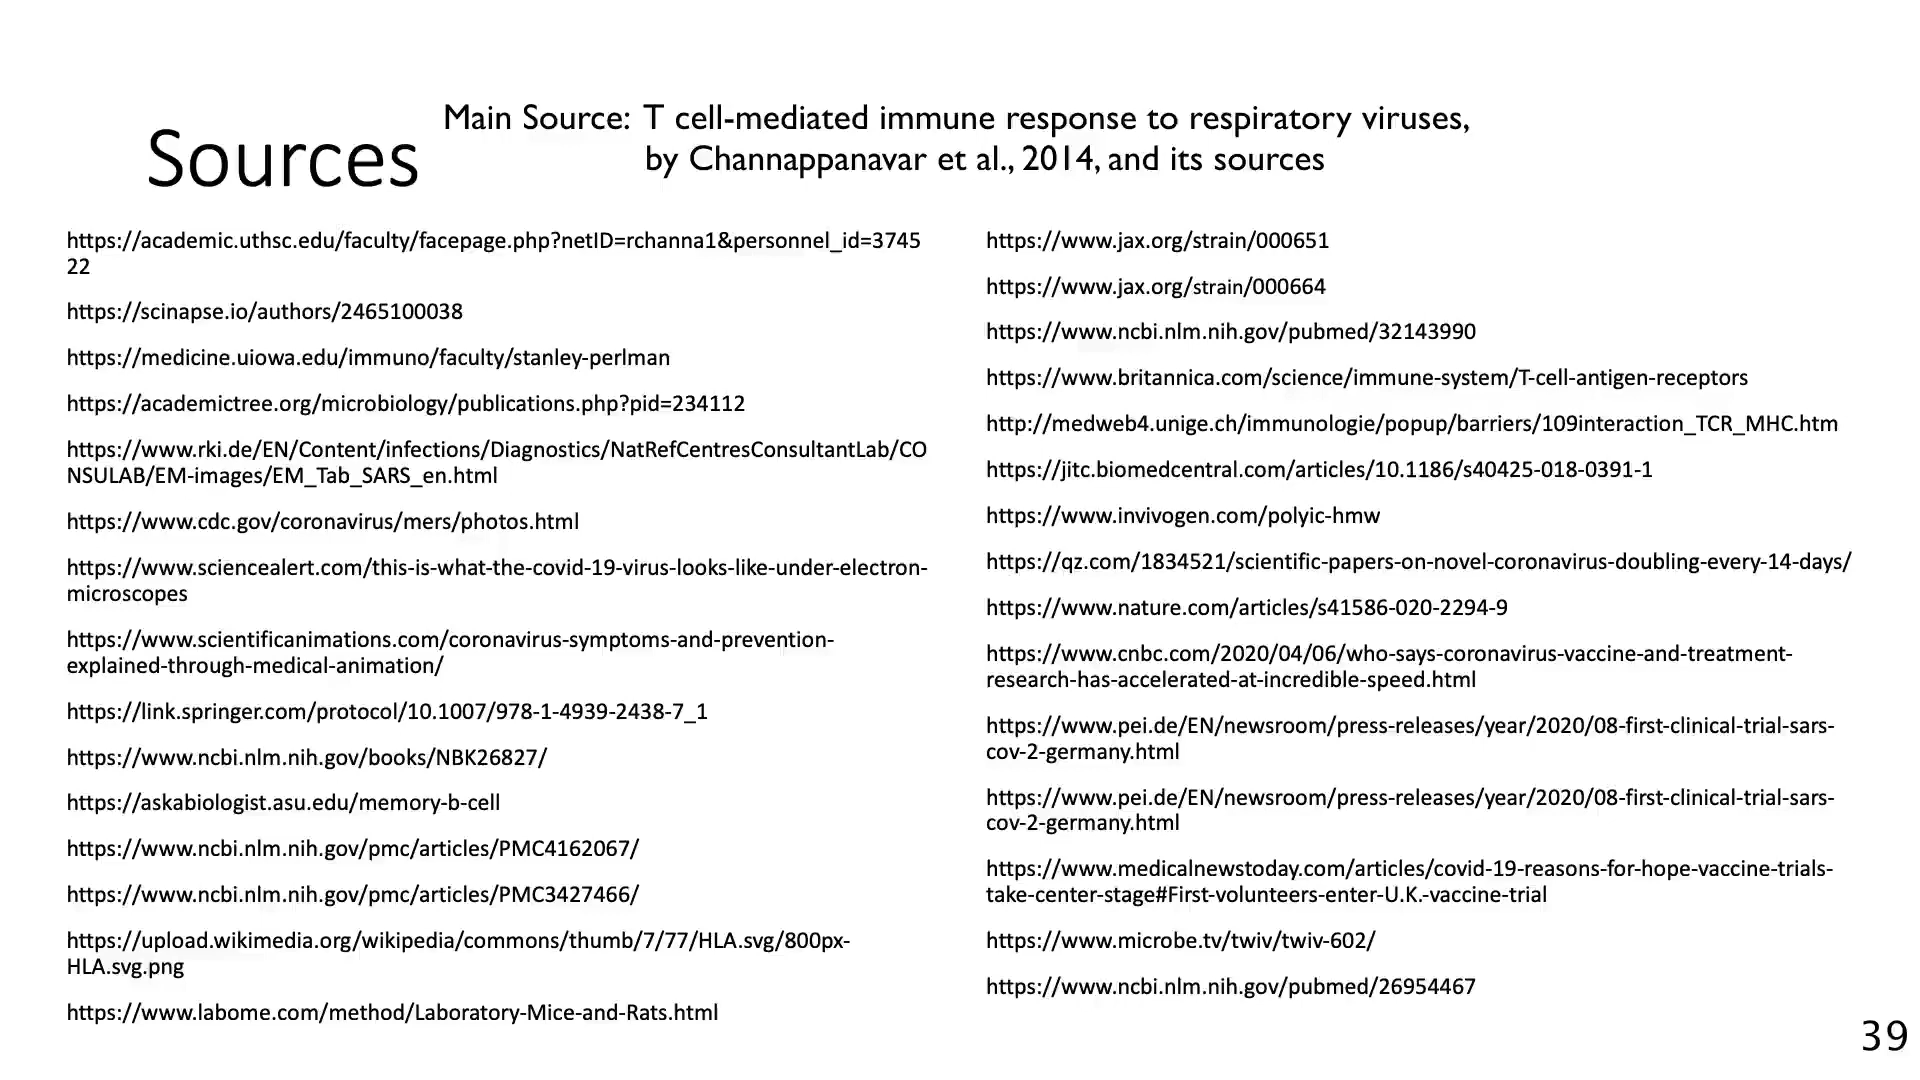 Sources
Main Source: T cell-mediated immune response to respiratory viruses,
by Channappanavar et al., 2014, and its sources
https://academic.uthsc.edu/faculty/facepage.php?netID=rchanna1&personnel_id=3745
22
https://scinapse.io/authors/2465100038
https://medicine.uiowa.edu/immuno/faculty/stanley-perlman
https://academictree.org/microbiology/publications.php?pid=234112
https://www.rki.de/EN/Content/infections/Diagnostics/NatRefCentresConsultantLab/CO
NSULAB/EM-images/EM_Tab_SARS_en.html
https://www.cdc.gov/coronavirus/mers/photos.html
https://www.sciencealert.com/this-is-what-the-covid-19-virus-looks-like-under-electron-
microscopes
https://www.scientificanimations.com/coronavirus-symptoms-and-prevention-
explained-through-medical-animation/
https://link.springer.com/protocol/10.1007/978-1-4939-2438-7_1
https://www.ncbi.nlm.nih.gov/books/NBK26827/
https://askabiologist.asu.edu/memory-b-cell
https://www.ncbi.nlm.nih.gov/pmc/articles/PMC4162067/
https://www.ncbi.nlm.nih.gov/pmc/articles/PMC3427466/
https://upload.wikimedia.org/wikipedia/commons/thumb/7/77/HLA.svg/800px-
HLA.svg.png
https://www.labome.com/method/Laboratory-Mice-and-Rats.html
https://www.jax.org/strain/000651
https://www.jax.org/strain/000664
https://www.ncbi.nlm.nih.gov/pubmed/32143990
https://www.britannica.com/science/immune-system/T-cell-antigen-receptors
http://medweb4.unige.ch/immunologie/popup/barriers/109interaction_TCR_MHC.htm
https://jitc.biomedcentral.com/articles/10.1186/s40425-018-0391-1
https://www.invivogen.com/polyic-hmw
https://qz.com/1834521/scientific-papers-on-novel-coronavirus-doubling-every-14-days/
https://www.nature.com/articles/s41586-020-2294-9
https://www.cnbc.com/2020/04/06/who-says-coronavirus-vaccine-and-treatment-
research-has-accelerated-at-incredible-speed.html
https://www.pei.de/EN/newsroom/press-releases/year/2020/08-first-clinical-trial-sars-
cov-2-germany.html
https://www.pei.de/EN/newsroom/press-releases/year/2020/08-first-clinical-trial-sars-
cov-2-germany.html
https://www.medicalnewstoday.com/articles/covid-19-reasons-for-hope-vaccine-trials-
take-center-stage#First-volunteers-enter-U.K.-vaccine-trial
https://www.microbe.tv/twiv/twiv-602/
https://www.ncbi.nlm.nih.gov/pubmed/26954467
39